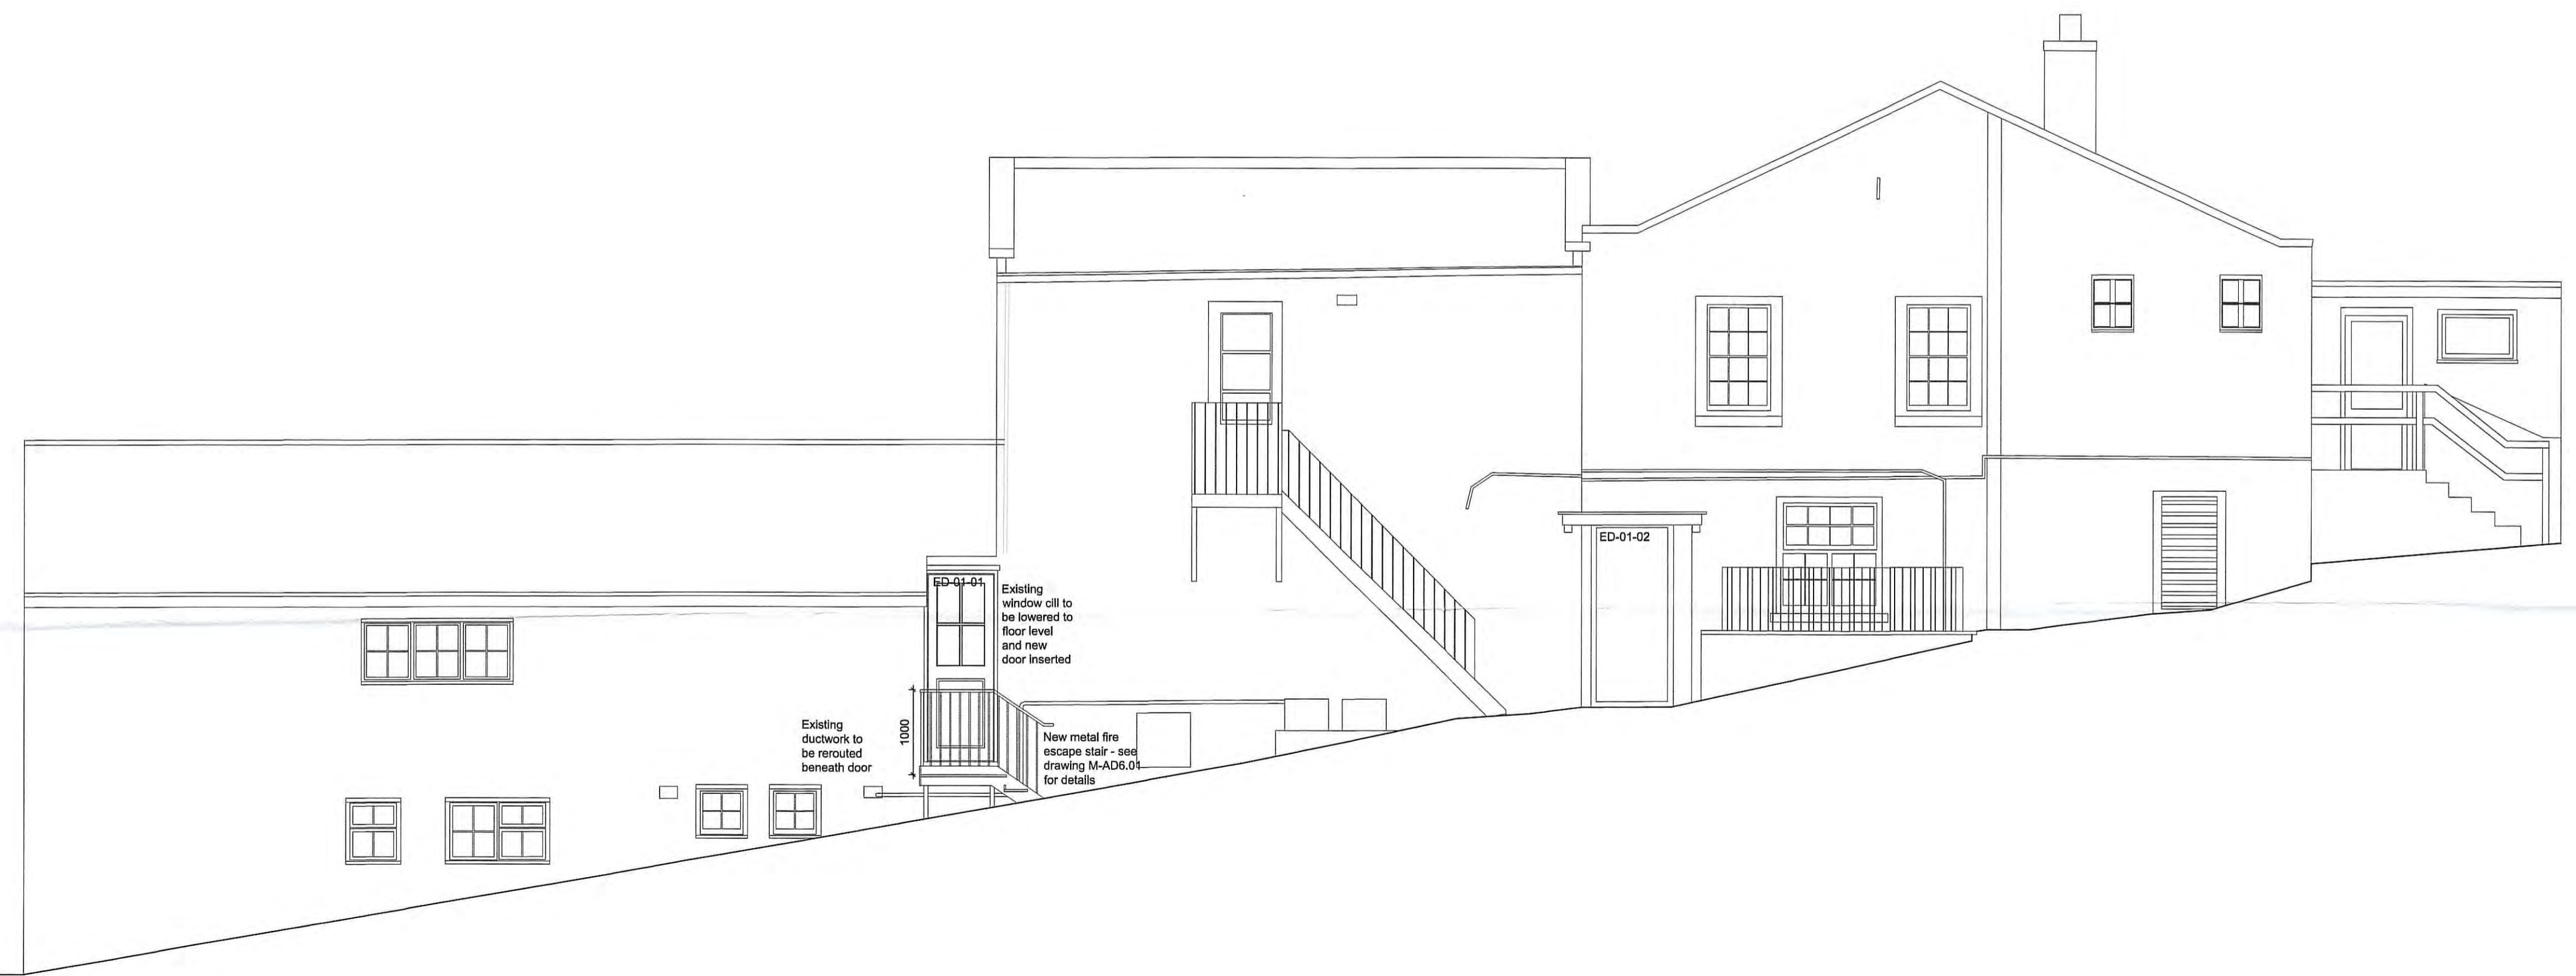 ED-01-02
ED-01-01
Existing
window cill to
be lowered to
floor level
and new
door inserted
Existing
ductwork to
be rerouted
beneath door
1000
New metal fire
escape stair - see
drawing M-AD6.01
for details